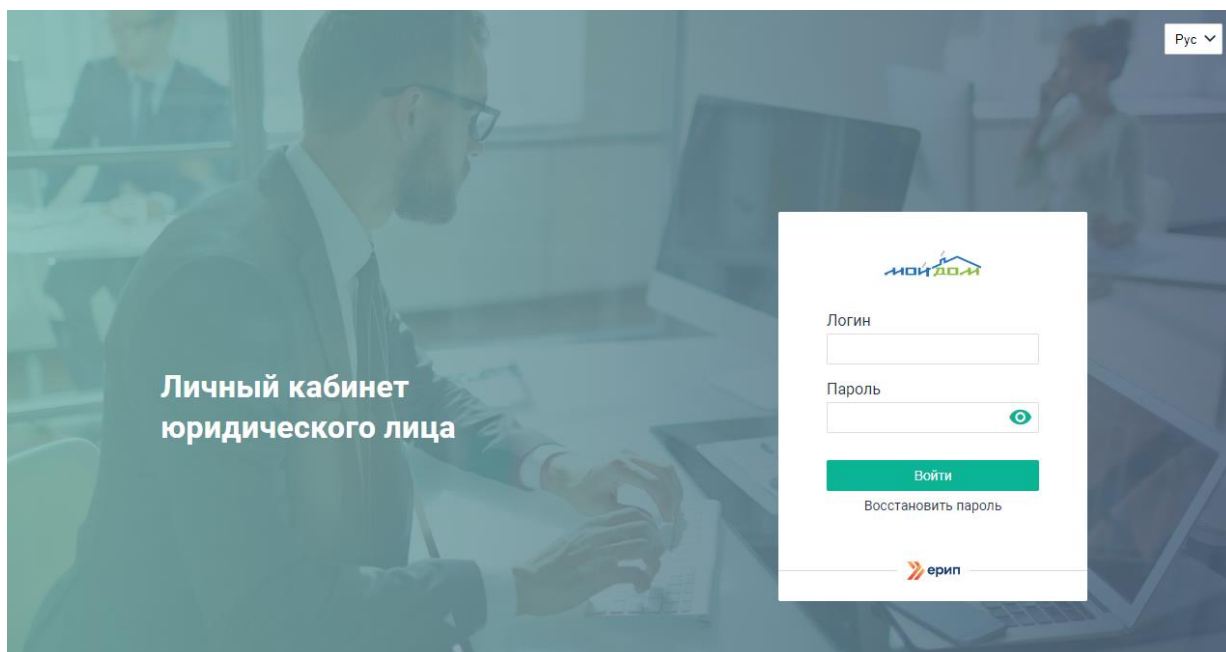 Рус
мой дом
Логин
Пароль
Личный кабинет
юридического лица
Войти
Восстановить пароль
ерип